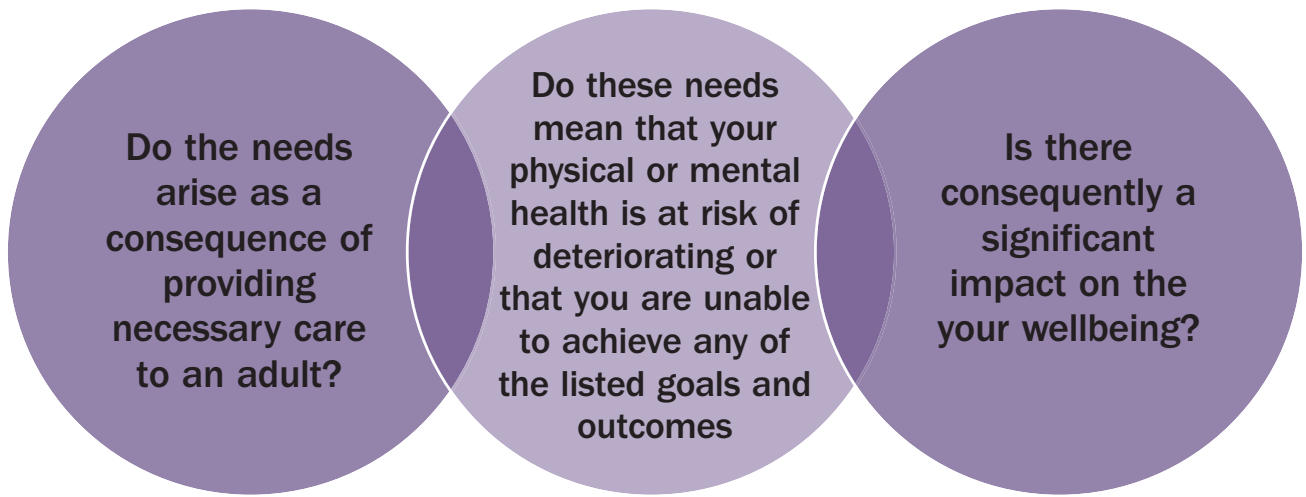 Do the needs
arise as a
consequence of
providing
necessary care
to an adult?
Do these needs
mean that your
physical or mental
health is at risk of
deteriorating or
that you are unable
to achieve any of
the listed goals and
outcomes
Is there
consequently a
significant
impact on the
your wellbeing?